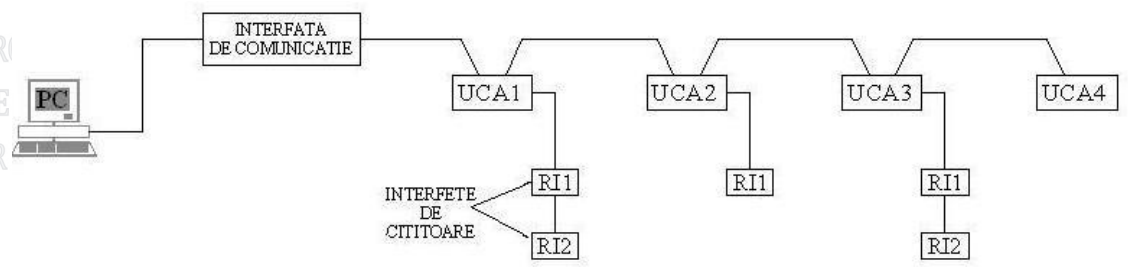 INTERFATA
DE COMUNICATIE
PC
UCA1
UCA2
UCA3
UCA4
RI1
RI1
RI1
INTERFETE
DE
CITITOARE
RI2
RI2